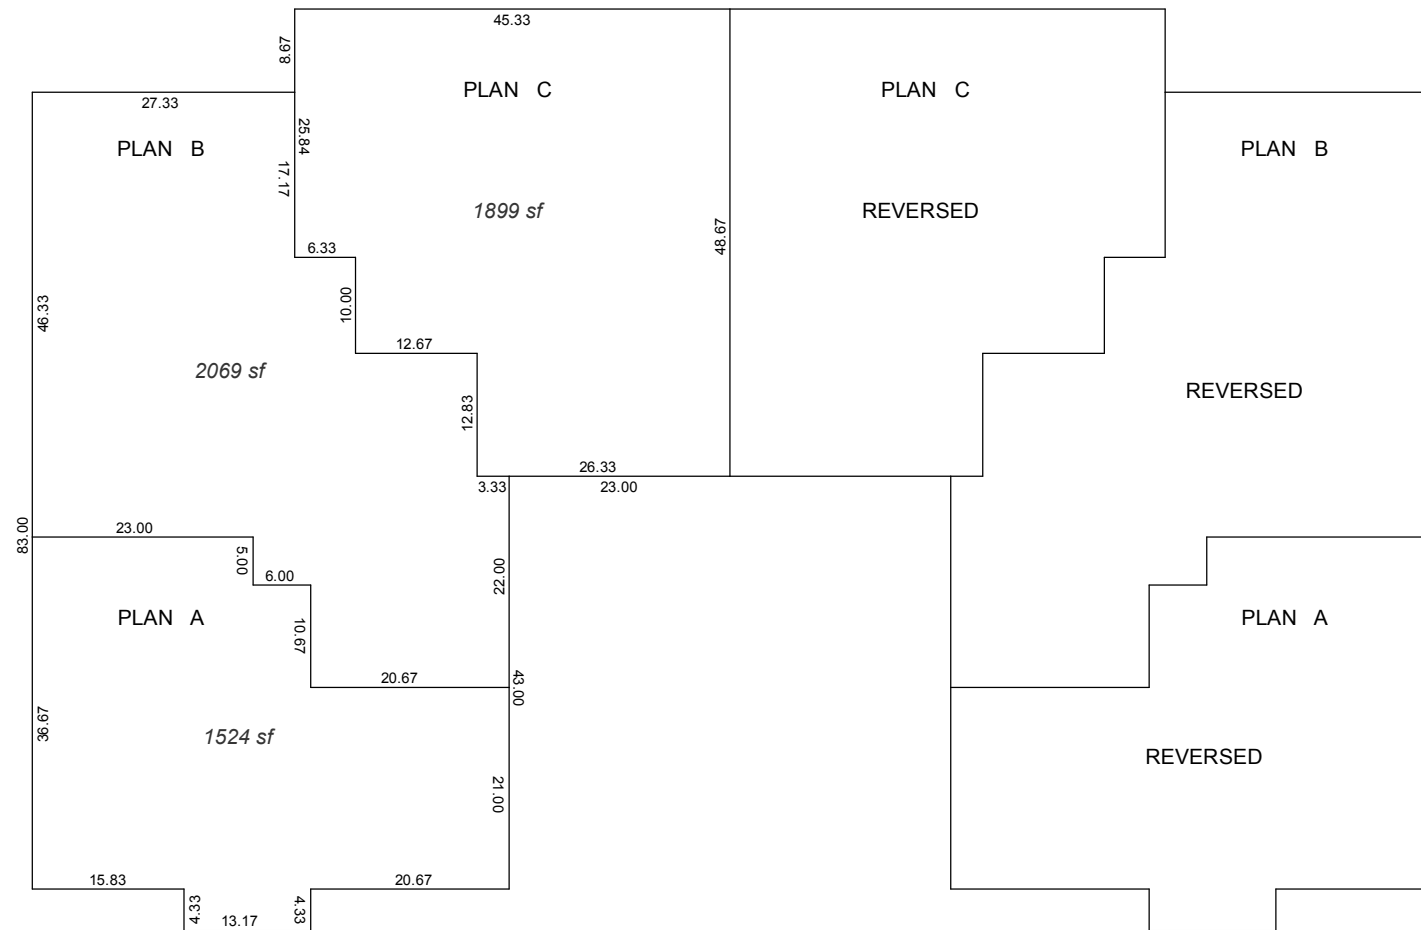 45.33
8.67
PLAN C
PLAN C
27.33
25.84
PLAN B
PLAN B
17.17
1899 sf
REVERSED
48.67
6.33
10.00
46.33
12.67
2069 sf
REVERSED
12.83
26.33
3.33
23.00
83.00
23.00
5.00
6.00
22.00
PLAN A
PLAN A
10.67
20.67
43.00
36.67
1524 sf
REVERSED
21.00
15.83
20.67
4.33
4.33
13.17